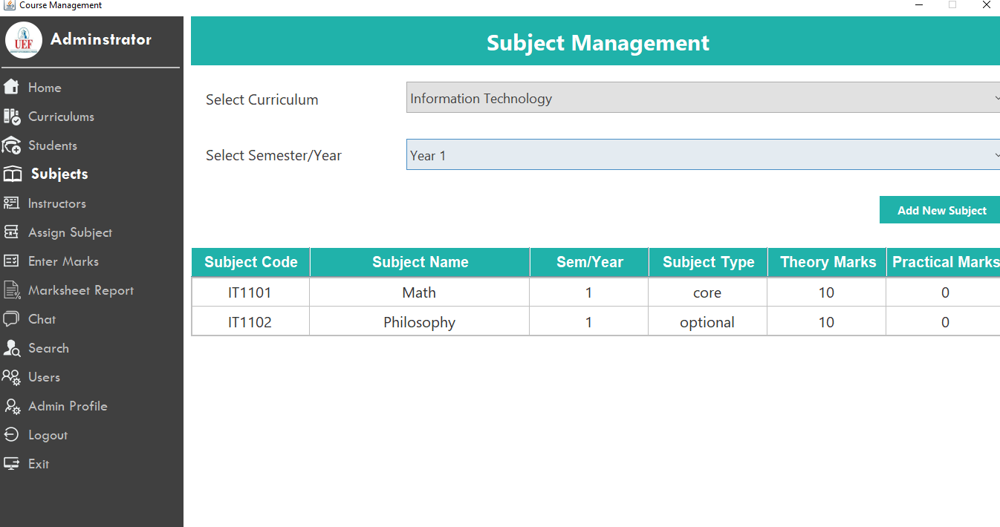 Course Management
UEF
Adminstrator
Home
Curriculums
Students
Subjects
Instructors
Assign Subject
Enter Marks
Marksheet Report
Chat
Search
Users
Admin Profile
Logout
Exit
Subject Management
Select Curriculum
Information Technology
Select Semester/Year
Year 1
Add New Subject
Subject Code Subject Name Sem/Year Subject Type Theory Marks Practical Marks
IT1101 Math 1 core 10 0
IT1102 Philosophy 1 optional 10 0